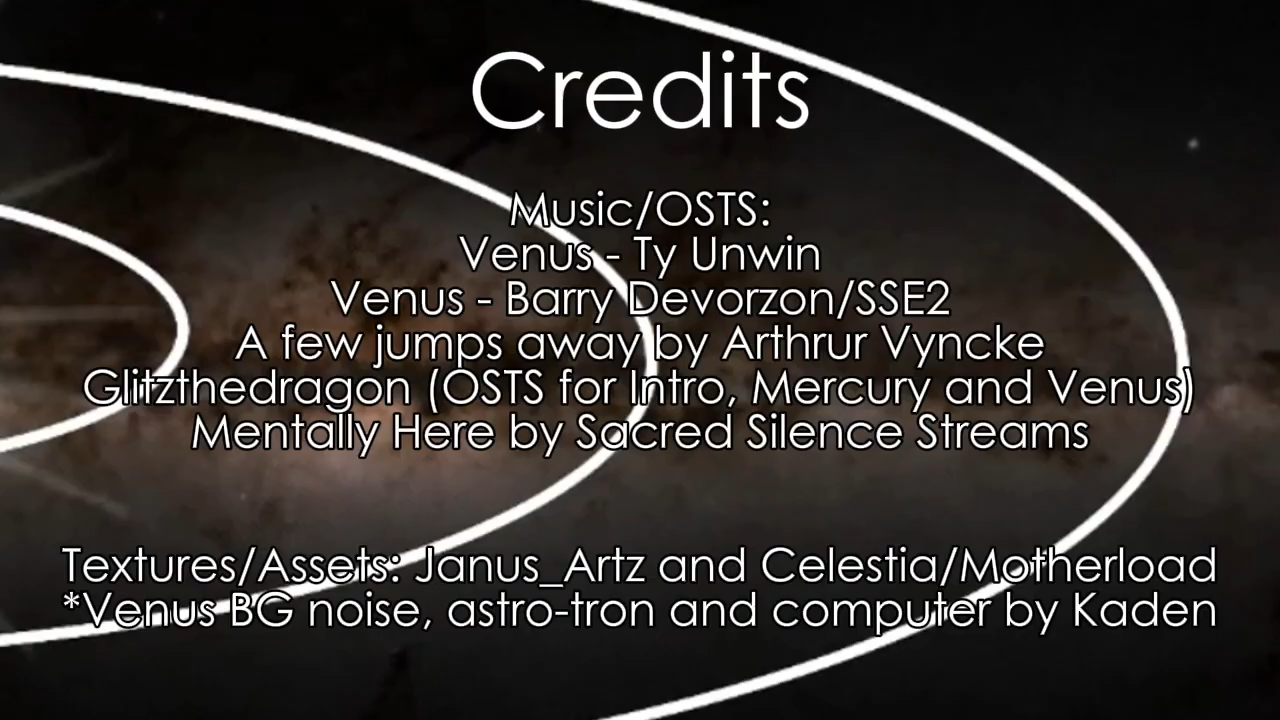 Credits
Music/OSTS:
Venus - Ty Unwin
Venus - Barry Devorzon/SSE2
A few jumps away by Arthrur Vyncke
Glitzthedragon (OSTS for Intro, Mercury and Venus)
Mentally Here by Sacred Silence Streams
Textures/Assets: Janus_Artz and Celestia/Motherload
*Venus BG noise, astro-tron and computer by Kaden